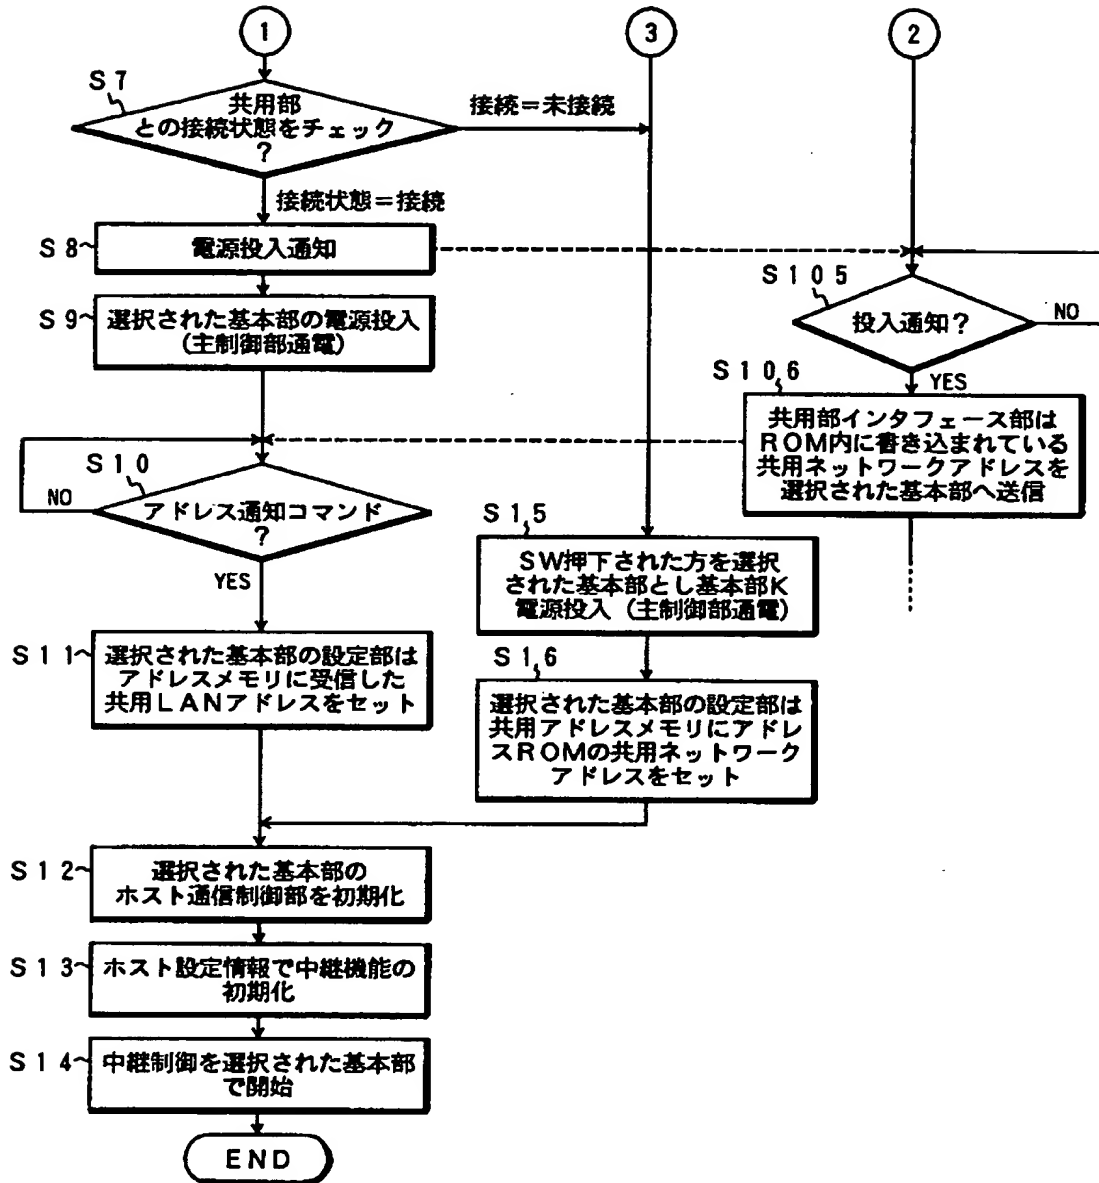 1
3
2
S7
共用部
との接続状態をチェック
?
接続=未接続
接続状態=接続
S8
電源投入通知
S105
投入通知?
NO
YES
S9
選択された基本部の電源投入
(主制御部通電)
S106
共用部インタフェース部は
ROM内に書き込まれている
共用ネットワークアドレスを
選択された基本部へ送信
S10
NO
アドレス通知コマンド
?
YES
S15
SW押下された方を選択
された基本部とし基本部K
電源投入(主制御部通電)
S11
選択された基本部の設定部は
アドレスメモリに受信した
共用LANアドレスをセット
S16
選択された基本部の設定部は
共用アドレスメモリにアドレ
スROMの共用ネットワーク
アドレスをセット
S12
選択された基本部の
ホスト通信制御部を初期化
S13
ホスト設定情報で中継機能の
初期化
S14
中継制御を選択された基本部
で開始
END